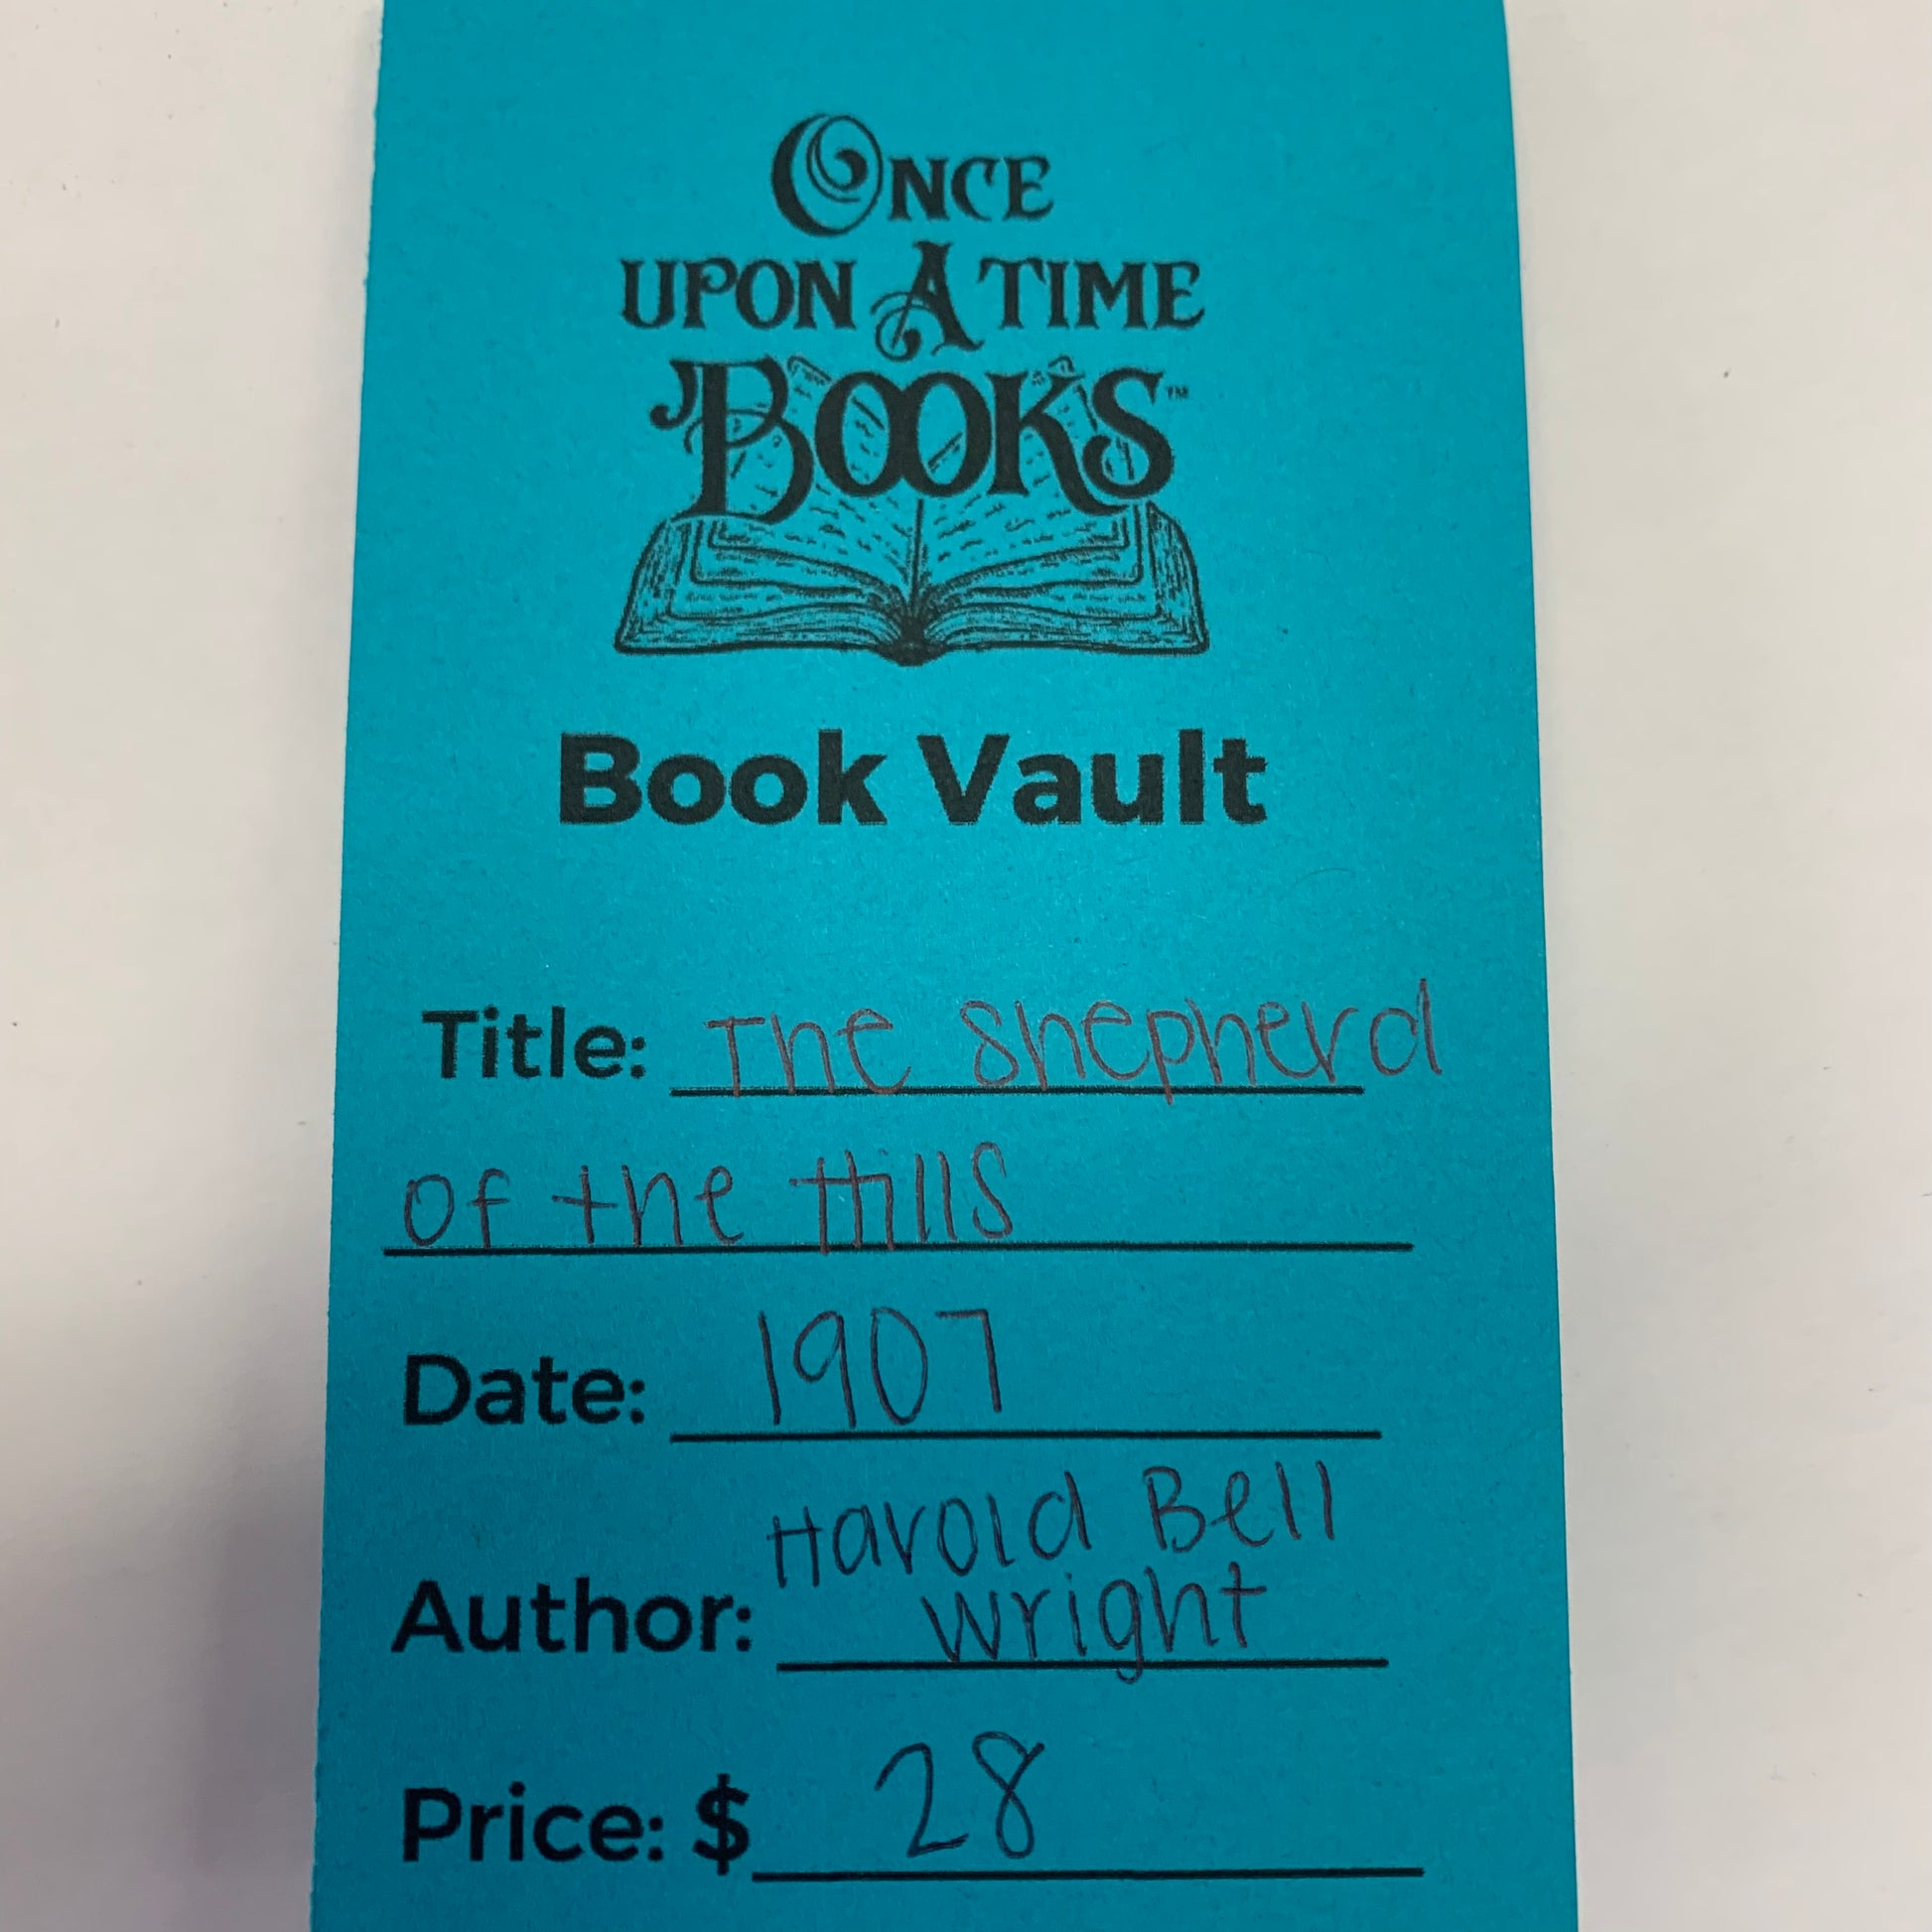 ONCE
UPON A TIME
BOOKS™
Book Vault
Title: The Shepherd
of the Hills
Date: 1907
Harold Bell
Author: Wright
Price: $ 28